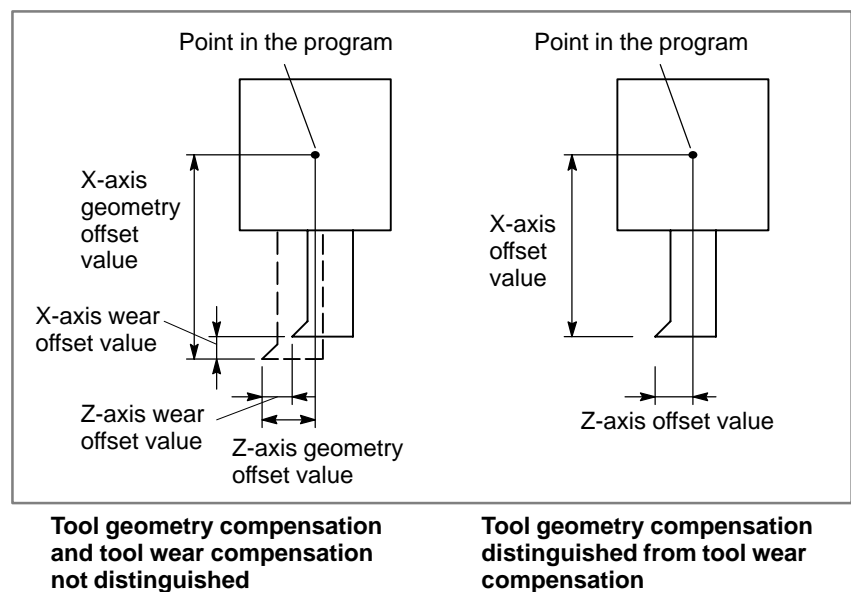 Point in the program
X-axis
geometry
offset
value
X-axis wear
offset value
Z-axis wear
offset value
Z-axis geometry
offset value
Point in the program
X-axis
offset
value
Z-axis offset value
Tool geometry compensation
and tool wear compensation
not distinguished
Tool geometry compensation
distinguished from tool wear
compensation